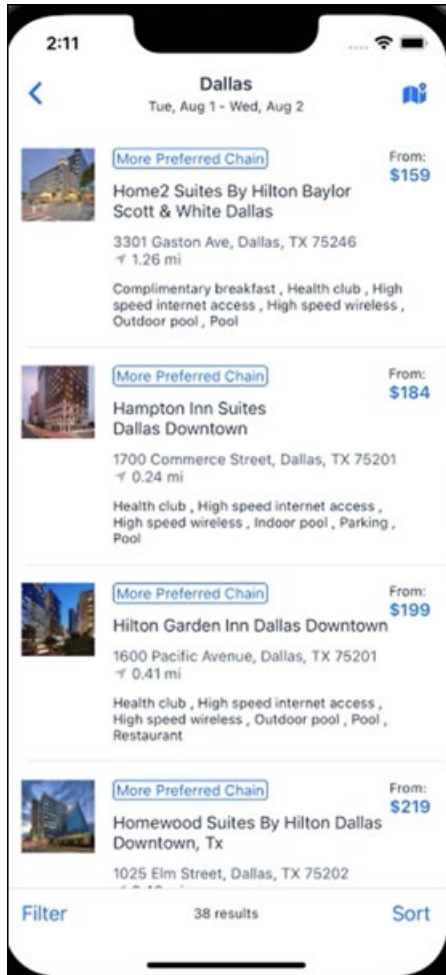 2:11
Dallas
Tue, Aug 1 - Wed, Aug 2
More Preferred Chain
From:
$159
Home2 Suites By Hilton Baylor
Scott & White Dallas
3301 Gaston Ave, Dallas, TX 75246
1.26 mi
Complimentary breakfast , Health club , High
speed internet access , High speed wireless ,
Outdoor pool , Pool
More Preferred Chain
From:
$184
Hampton Inn Suites
Dallas Downtown
1700 Commerce Street, Dallas, TX 75201
0.24 mi
Health club , High speed internet access ,
High speed wireless , Indoor pool , Parking ,
Pool
More Preferred Chain
From:
$199
Hilton Garden Inn Dallas Downtown
1600 Pacific Avenue, Dallas, TX 75201
0.41 mi
Health club , High speed internet access ,
High speed wireless , Outdoor pool , Pool ,
Restaurant
More Preferred Chain
From:
$219
Homewood Suites By Hilton Dallas
Downtown, Tx
1025 Elm Street, Dallas, TX 75202
Filter
38 results
Sort